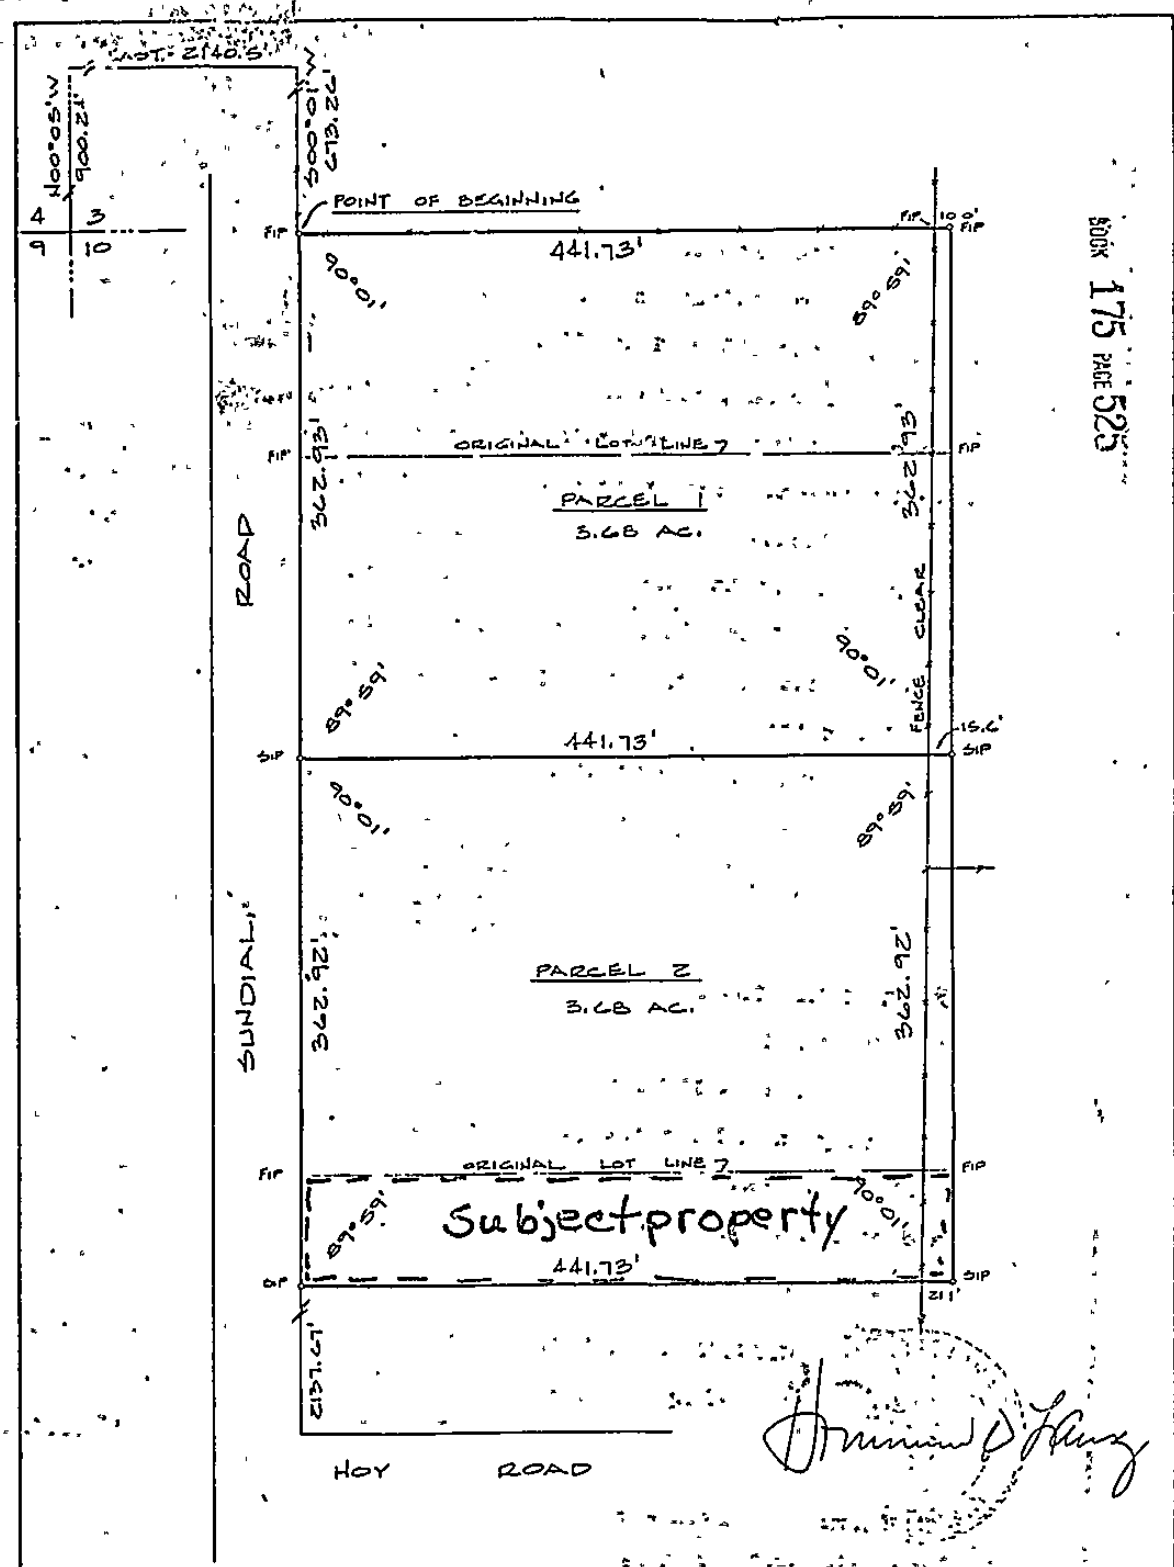 2140.5'
N00°05'W
900.2'
S00°01'W
673.26'
4 3
9 10
POINT OF BEGINNING
FIP
FIP
10.0'
FIP
441.73'
90°01'
89°59'
BOOK 175 PAGE 525
FIP
ORIGINAL LOT LINE 7
FIP
362.93'
362.93'
PARCEL 1
3.68 AC.
ROAD
FENCE CLEAR
89°59'
90°01'
441.73'
15.6'
SIP
SIP
90°01'
89°59'
SUNDIAL
362.92'
362.92'
PARCEL 2
3.68 AC.
FIP
ORIGINAL LOT LINE 7
FIP
89°59'
Subject property
90°01'
441.73'
SIP
SIP
21.1'
2137.67'
HOY ROAD